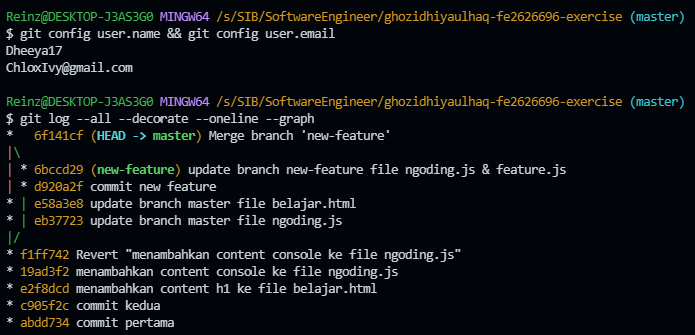 Reinz@DESKTOP-J3AS3G0 MINGW64 /s/SIB/SoftwareEngineer/ghozidhiyaulhaq-fe2626696-exercise (master)
$ git config user.name && git config user.email
Dheeya17
ChloxIvy@gmail.com

Reinz@DESKTOP-J3AS3G0 MINGW64 /s/SIB/SoftwareEngineer/ghozidhiyaulhaq-fe2626696-exercise (master)
$ git log --all --decorate --oneline --graph
*   6f141cf (HEAD -> master) Merge branch 'new-feature'
|\
| * 6bccd29 (new-feature) update branch new-feature file ngoding.js & feature.js
| * d920a2f commit new feature
* | e58a3e8 update branch master file belajar.html
* | eb37723 update branch master file ngoding.js
|/
* f1ff742 Revert "menambahkan content console ke file ngoding.js"
* 19ad3f2 menambahkan content console ke file ngoding.js
* e2f8dcd menambahkan content h1 ke file belajar.html
* c905f2c commit kedua
* abdd734 commit pertama